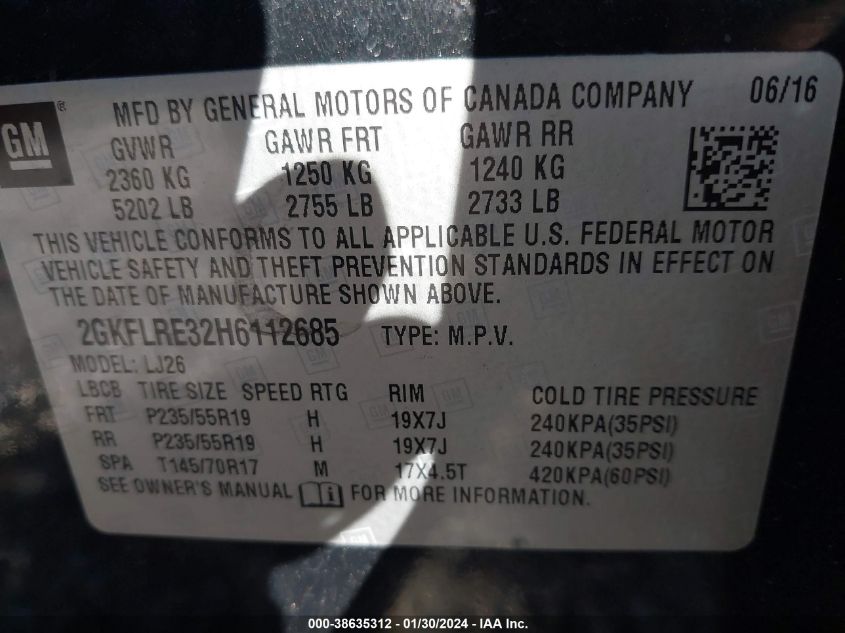 GM ® MFD BY GENERAL MOTORS OF CANADA COMPANY 06/16
GVWR GAWR FRT GAWR RR
2360 KG 1250 KG 1240 KG
5202 LB 2755 LB 2733 LB
THIS VEHICLE CONFORMS TO ALL APPLICABLE U.S. FEDERAL MOTOR
VEHICLE SAFETY AND THEFT PREVENTION STANDARDS IN EFFECT ON
THE DATE OF MANUFACTURE SHOWN ABOVE.
2GKFLRE32H6112685 TYPE: M.P.V.
MODEL: LJ26
LBCB TIRE SIZE SPEED RTG RIM COLD TIRE PRESSURE
FRT P235/55R19 H 19X7J 240KPA(35PSI)
RR P235/55R19 H 19X7J 240KPA(35PSI)
SPA T145/70R17 M 17X4.5T 420KPA(60PSI)
SEE OWNER'S MANUAL FOR MORE INFORMATION.
000-38635312 - 01/30/2024 - IAA Inc.